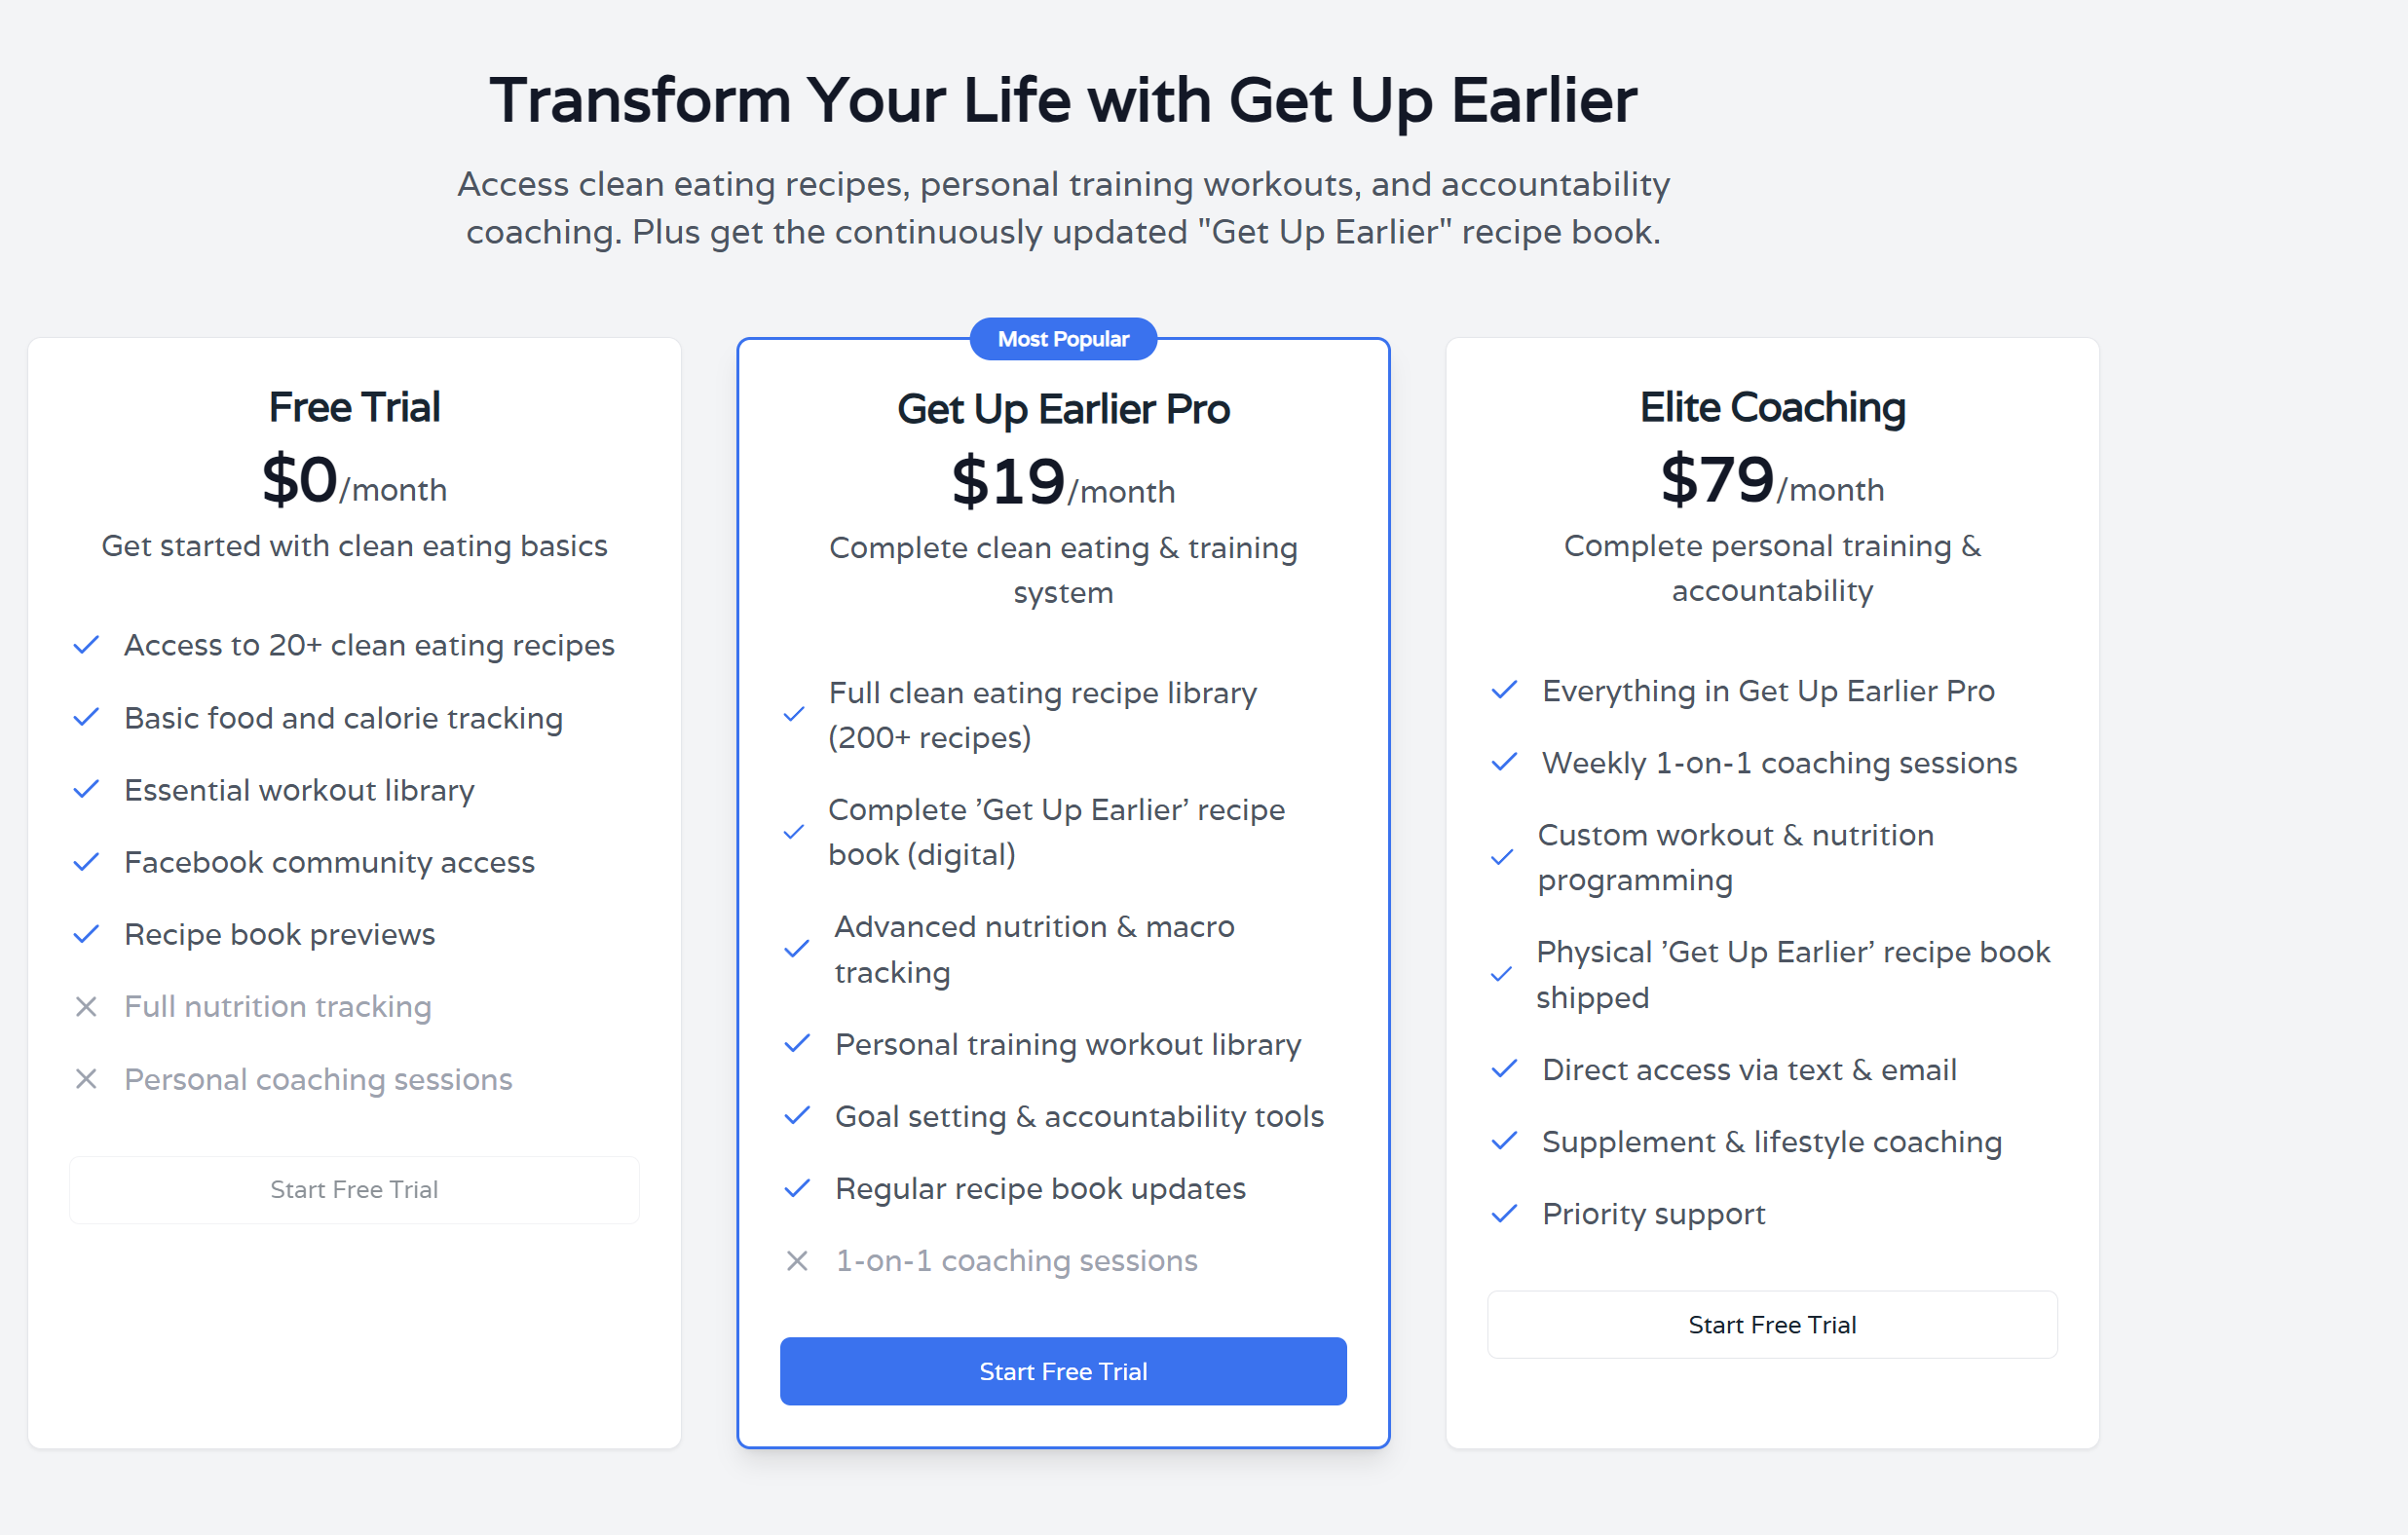 Transform Your Life with Get Up Earlier
Access clean eating recipes, personal training workouts, and accountability
coaching. Plus get the continuously updated "Get Up Earlier" recipe book.
Free Trial
$0/month
Get started with clean eating basics
Access to 20+ clean eating recipes
Basic food and calorie tracking
Essential workout library
Facebook community access
Recipe book previews
Full nutrition tracking
Personal coaching sessions
Start Free Trial
Most Popular
Get Up Earlier Pro
$19/month
Complete clean eating & training
system
Full clean eating recipe library
(200+ recipes)
Complete 'Get Up Earlier' recipe
book (digital)
Advanced nutrition & macro
tracking
Personal training workout library
Goal setting & accountability tools
Regular recipe book updates
1-on-1 coaching sessions
Start Free Trial
Elite Coaching
$79/month
Complete personal training &
accountability
Everything in Get Up Earlier Pro
Weekly 1-on-1 coaching sessions
Custom workout & nutrition
programming
Physical 'Get Up Earlier' recipe book
shipped
Direct access via text & email
Supplement & lifestyle coaching
Priority support
Start Free Trial